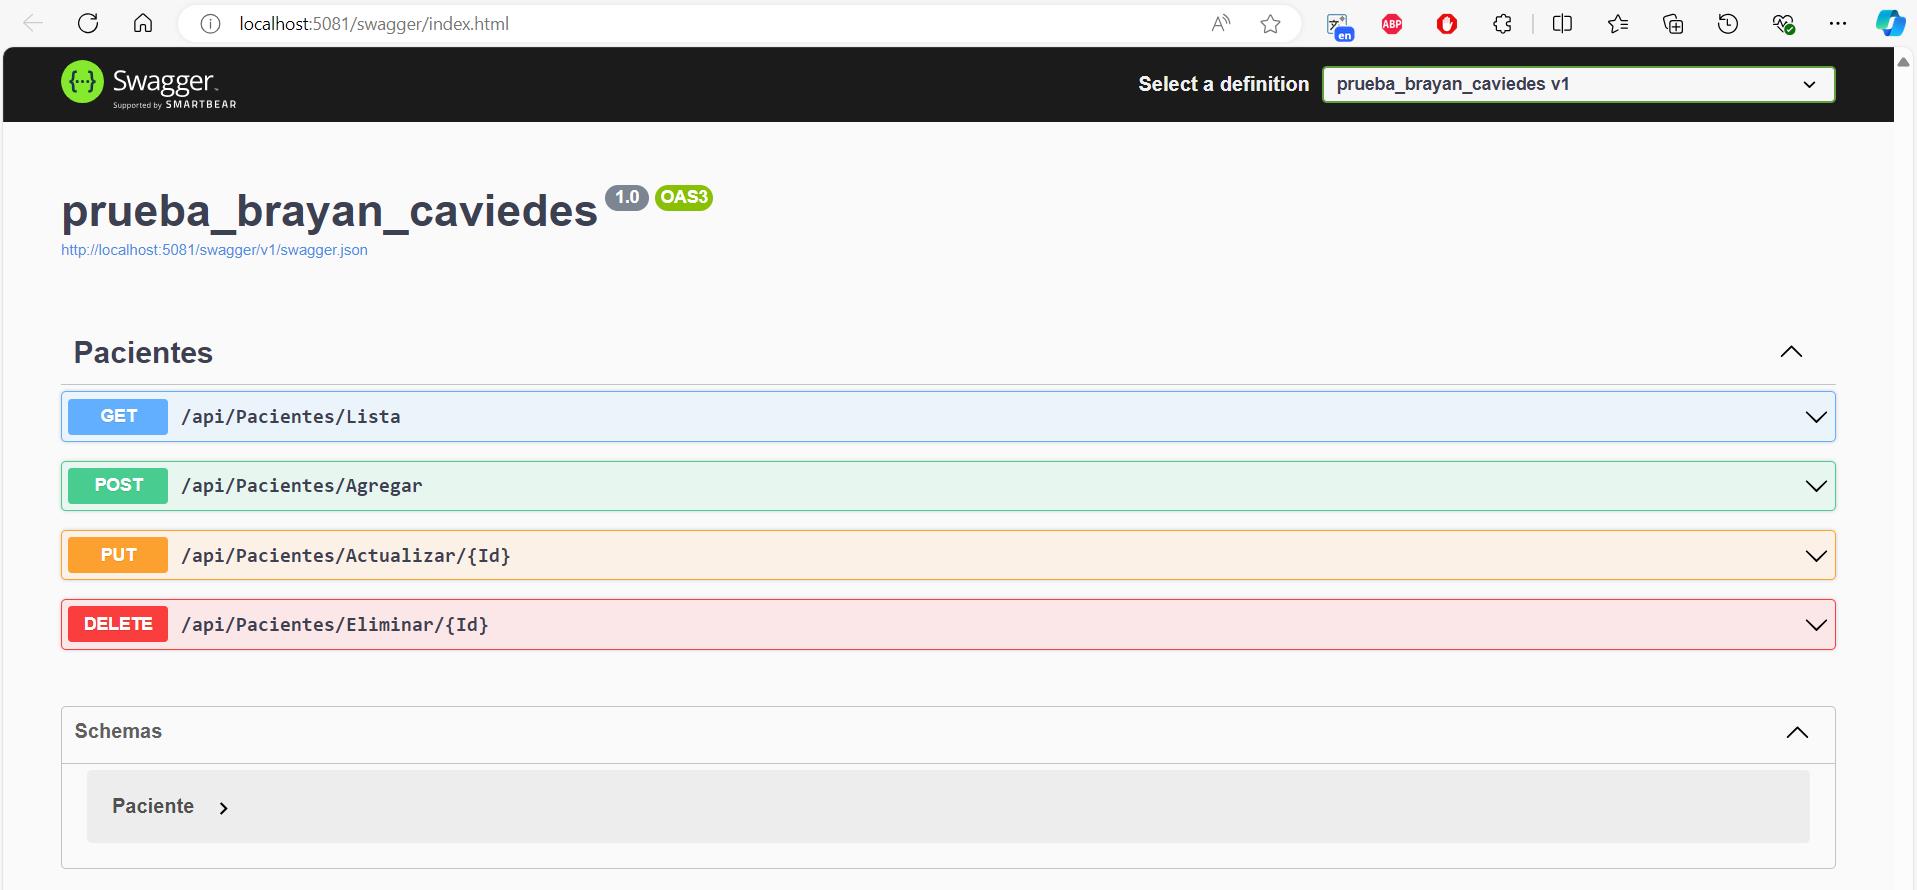 localhost:5081/swagger/index.html
A
ABP
en
{···} Swagger™
Supported by SMARTBEAR
Select a definition
prueba_brayan_caviedes v1
prueba_brayan_caviedes 1.0 OAS3
http://localhost:5081/swagger/v1/swagger.json
Pacientes
GET /api/Pacientes/Lista
POST /api/Pacientes/Agregar
PUT /api/Pacientes/Actualizar/{Id}
DELETE /api/Pacientes/Eliminar/{Id}
Schemas
Paciente